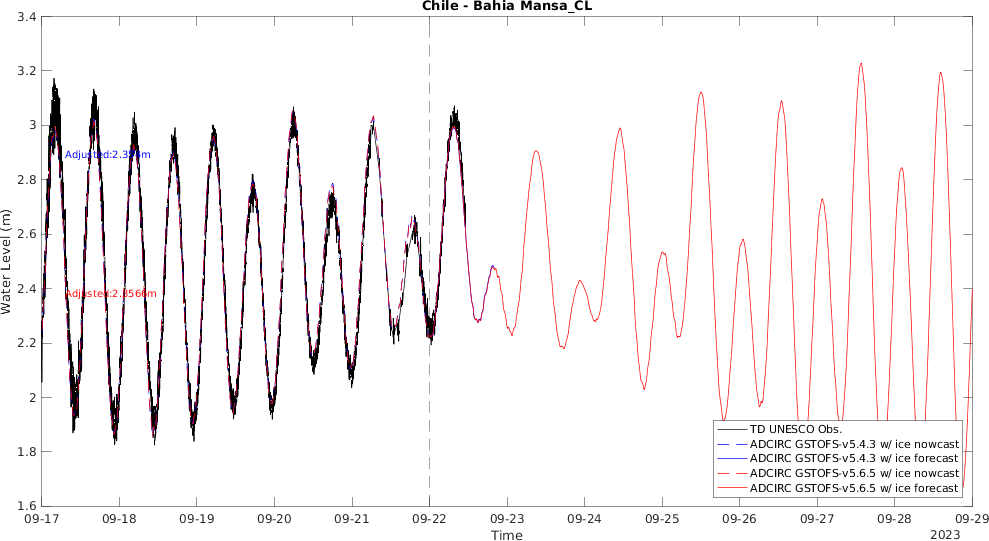 Chile - Bahia Mansa_CL
3.4
3.2
3
2.8
2.6
2.4
2.2
2
1.8
1.6
Water Level (m)
Adjusted:2.3566m
TD UNESCO Obs.
ADCIRC GSTOFS-v5.4.3 w/ ice nowcast
ADCIRC GSTOFS-v5.4.3 w/ ice forecast
ADCIRC GSTOFS-v5.6.5 w/ ice nowcast
ADCIRC GSTOFS-v5.6.5 w/ ice forecast
09-17 09-18 09-19 09-20 09-21 09-22 09-23 09-24 09-25 09-26 09-27 09-28 09-29
Time
2023